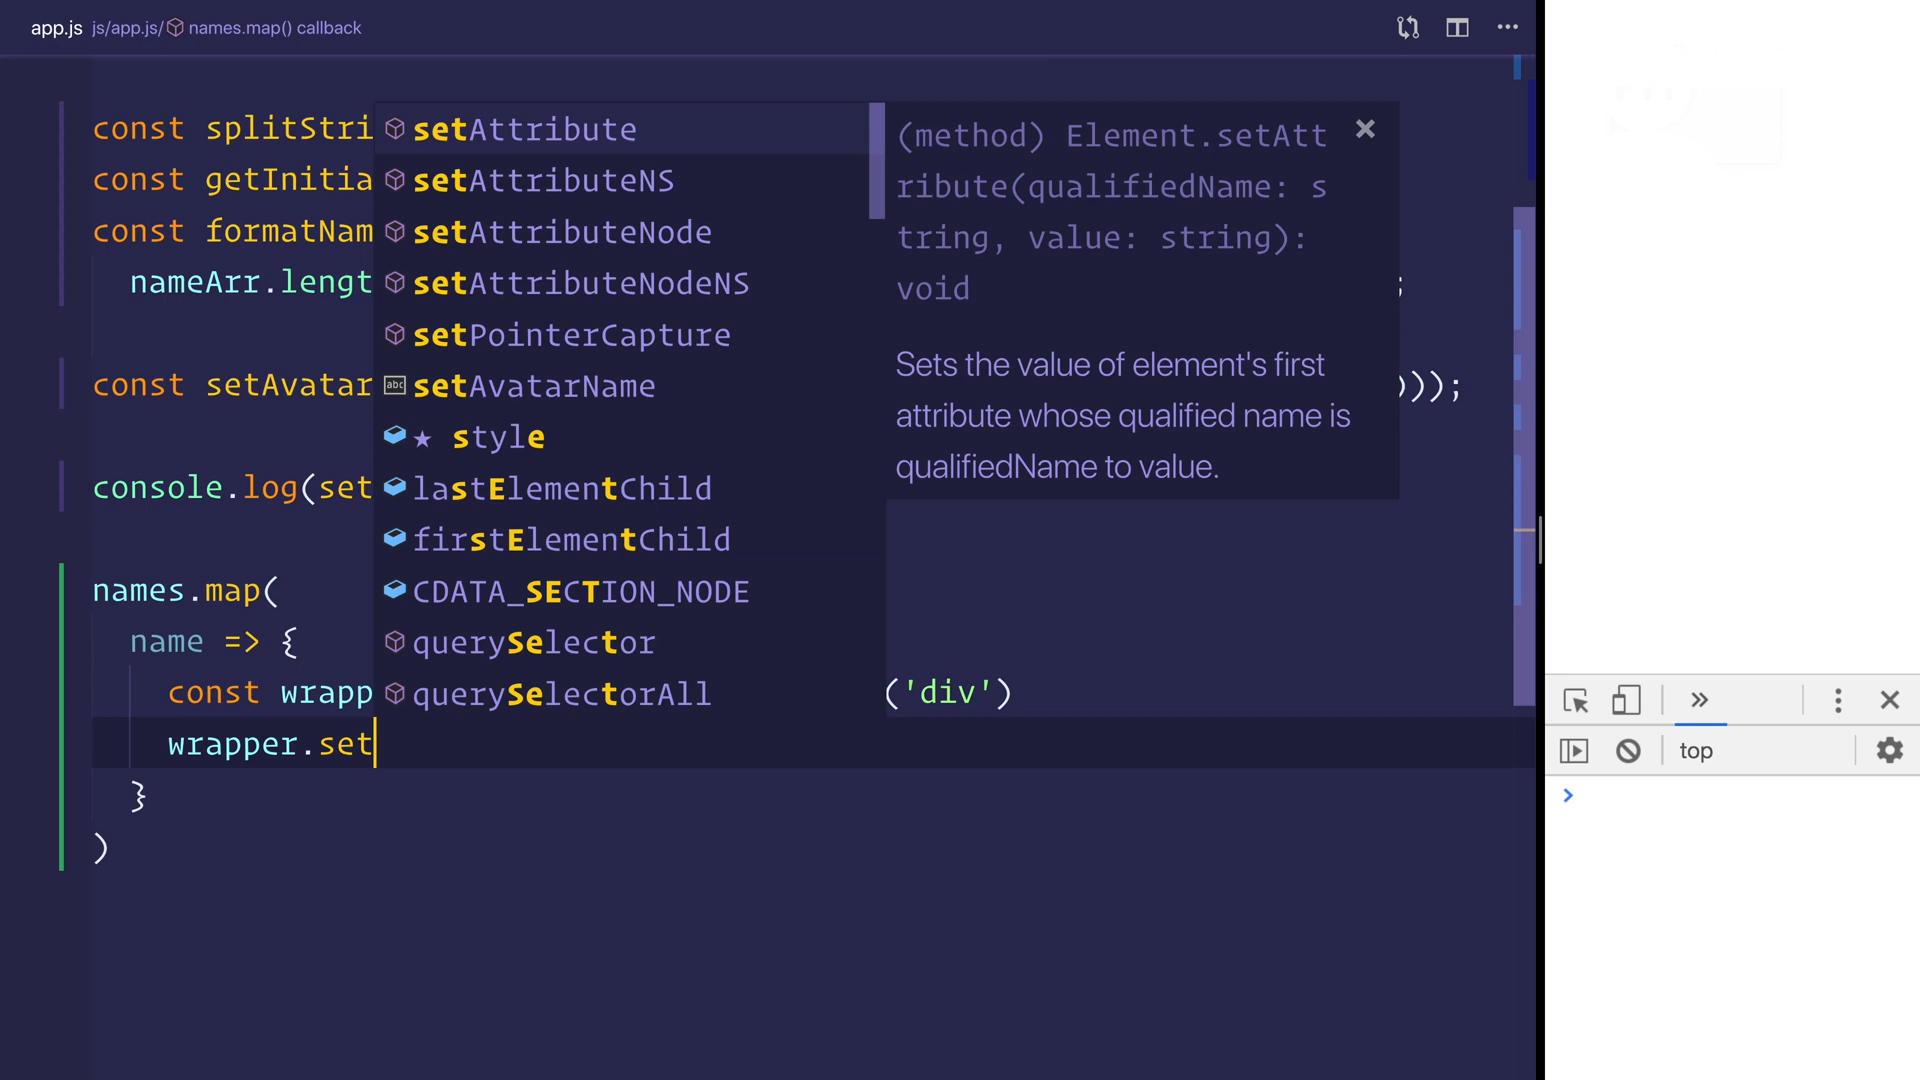 app.js js/app.js/ names.map() callback
const splitStri
const getInitia
const formatNam
nameArr.lengt ;
const setAvatar )));
console.log(set
names.map(
name => {
const wrapp ('div')
wrapper.set
}
)
setAttribute
setAttributeNS
setAttributeNode
setAttributeNodeNS
setPointerCapture
abc setAvatarName
★ style
lastElementChild
firstElementChild
CDATA_SECTION_NODE
querySelector
querySelectorAll
(method) Element.setAtt
ribute(qualifiedName: s
tring, value: string):
void
Sets the value of element's first
attribute whose qualified name is
qualifiedName to value.
top